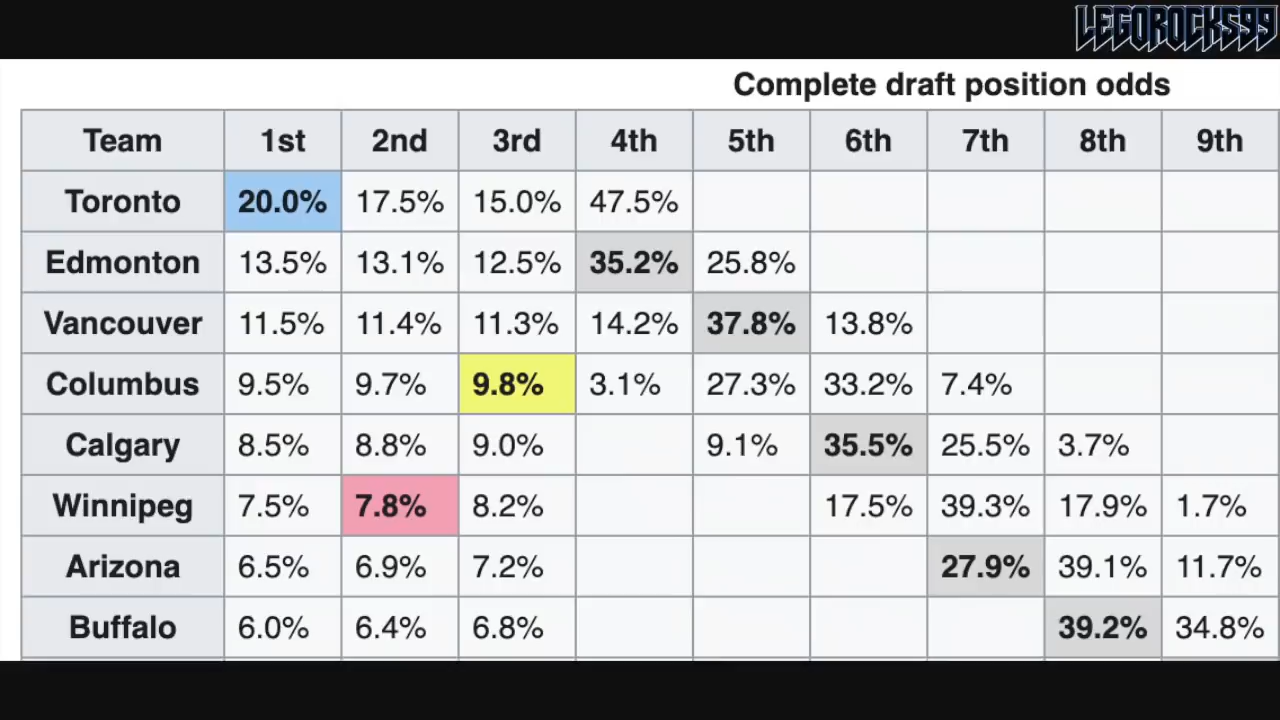 LEGOROCKS99
Complete draft position odds
Team 1st 2nd 3rd 4th 5th 6th 7th 8th 9th
Toronto 20.0% 17.5% 15.0% 47.5%
Edmonton 13.5% 13.1% 12.5% 35.2% 25.8%
Vancouver 11.5% 11.4% 11.3% 14.2% 37.8% 13.8%
Columbus 9.5% 9.7% 9.8% 3.1% 27.3% 33.2% 7.4%
Calgary 8.5% 8.8% 9.0% 9.1% 35.5% 25.5% 3.7%
Winnipeg 7.5% 7.8% 8.2% 17.5% 39.3% 17.9% 1.7%
Arizona 6.5% 6.9% 7.2% 27.9% 39.1% 11.7%
Buffalo 6.0% 6.4% 6.8% 39.2% 34.8%